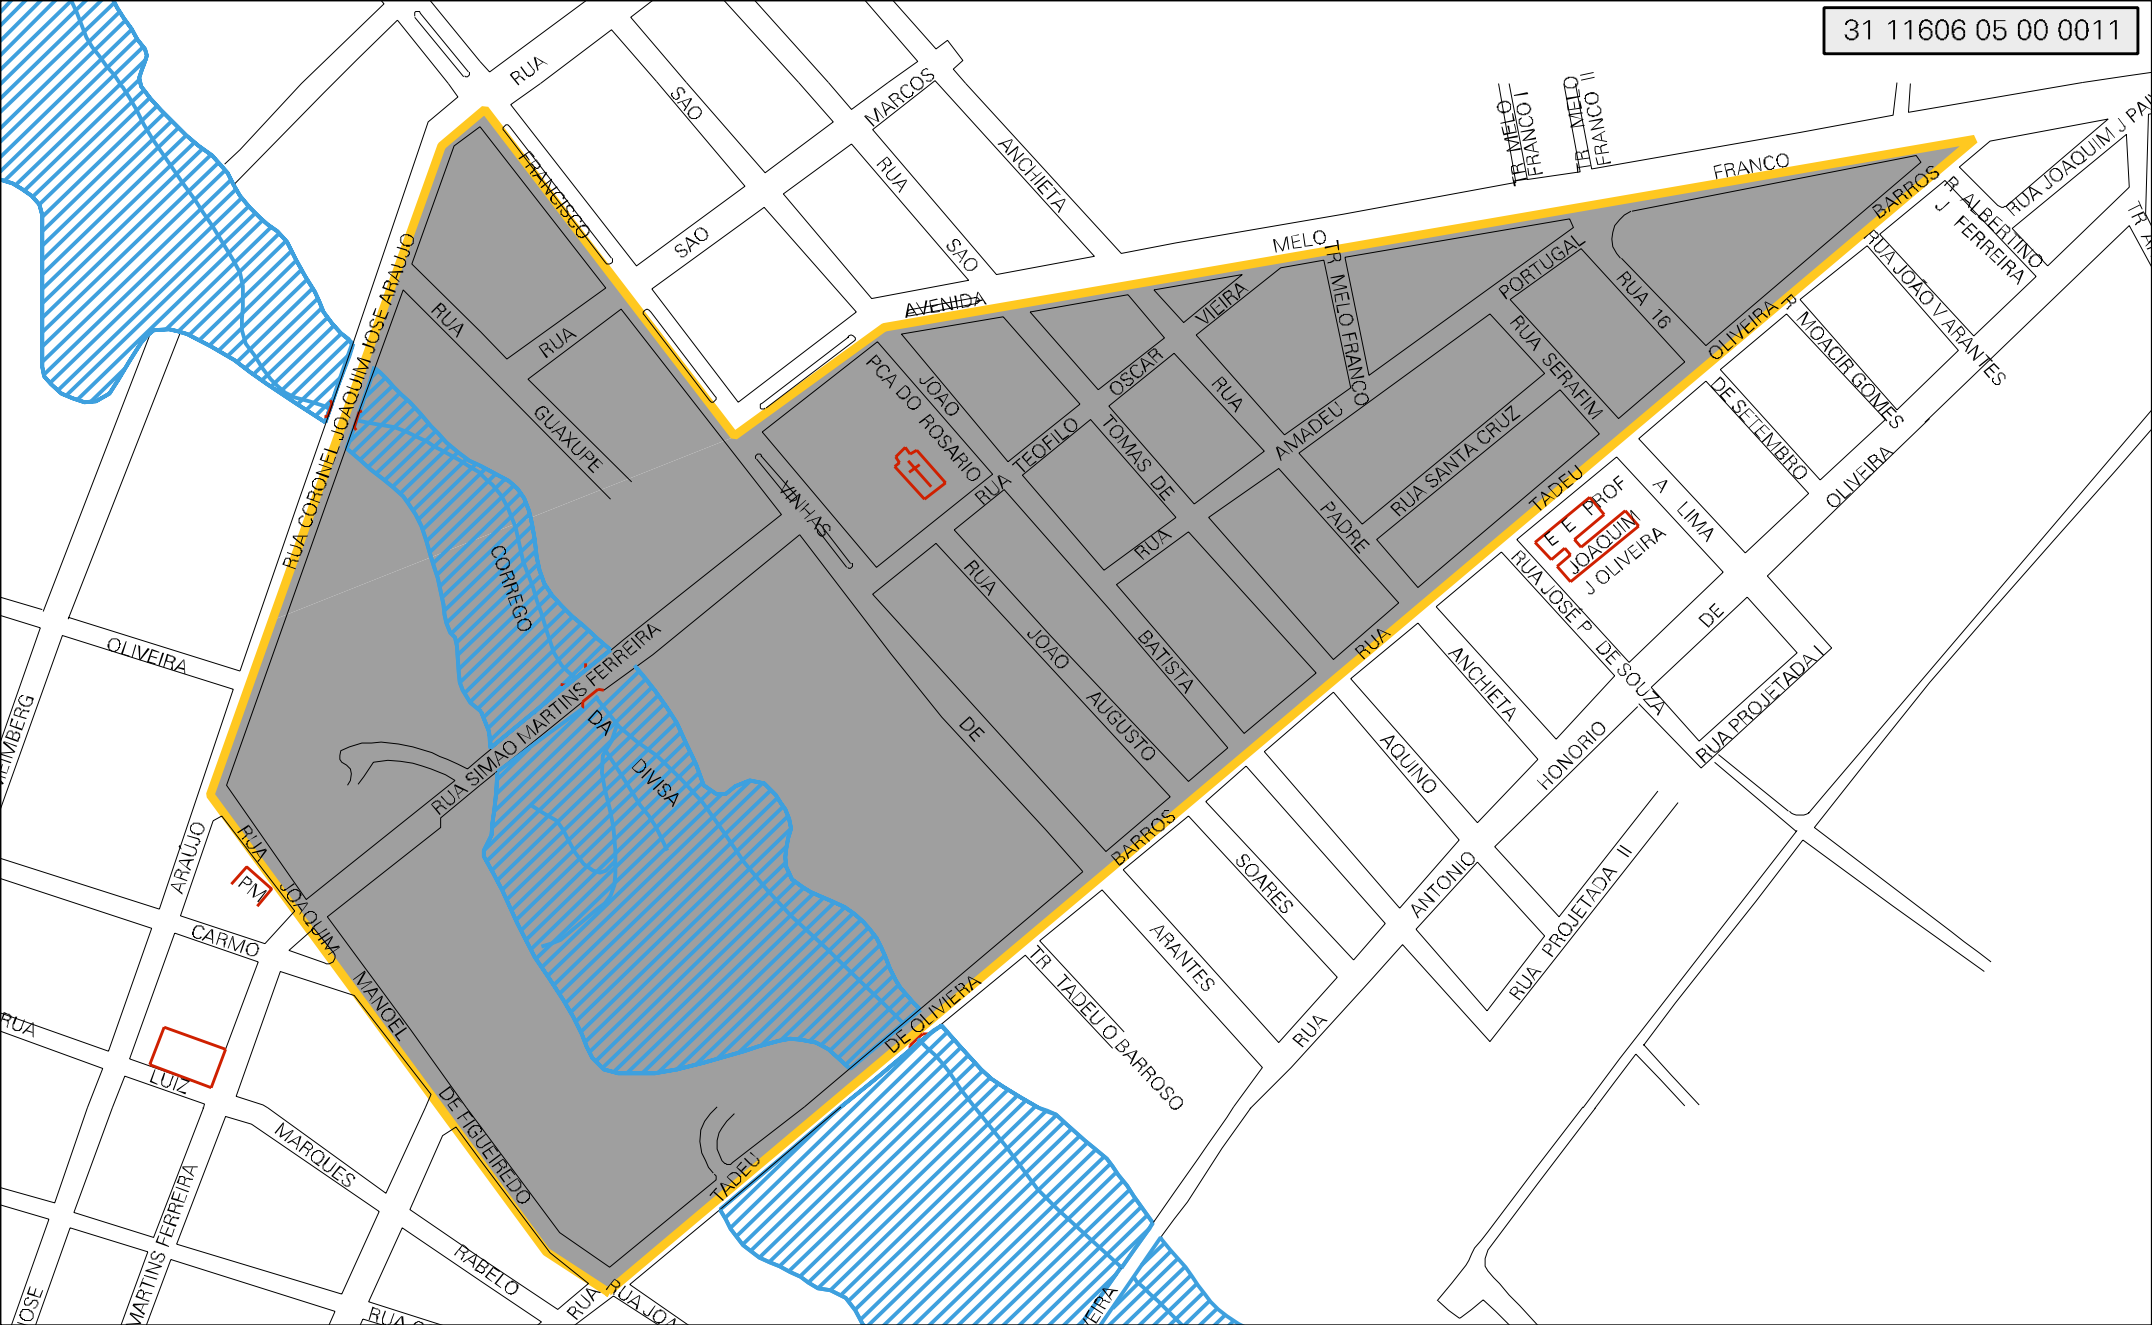 31 11606 05 00 0011
RUA
SAO
MARCOS
ANCHIETA
RUA
SAO
SAO
FRANCISCO
TR MELO
FRANCO I
TR MELO
FRANCO II
FRANCO
MELO
AVENIDA
BARROS
RUA JOAQUIM J PAI
R ALBERTINO
J FERREIRA
TR A
RUA JOÃO V ARANTES
R MOACIR GOMES
OLIVEIRA
DE SETEMBRO
OLIVEIRA
A LIMA
RUA 16
PORTUGAL
RUA SERAFIM
RUA SANTA CRUZ
TR MELO FRANCO
VIEIRA
OSCAR
RUA
AMADEU
TEOFILO
RUA
TOMAS DE
RUA
PADRE
TADEU
PCA DO ROSARIO
JOAO
RUA CORONEL JOAQUIM JOSE ARAUJO
RUA
RUA
GUAXUPE
VINHAS
CORREGO
DA
DIVISA
RUA SIMAO MARTINS FERREIRA
RUA
JOAO
AUGUSTO
BATISTA
DE
RUA
BARROS
E E PROF
JOAQUIM
J OLIVEIRA
RUA JOSÉ P DE SOUZA
DE
RUA PROJETADA I
ANCHIETA
HONORIO
AQUINO
ANTONIO
SOARES
RUA PROJETADA II
ARANTES
RUA
TR TADEU O BARROSO
DE OLIVIERA
TADEU
OLIVEIRA
EIMBERG
ARAUJO
RUA
JOAQUIM
MANOEL
DE FIGUEIREDO
PM
CARMO
RUA
LUIZ
MARQUES
RABELO
MARTINS FERREIRA
JOSE
RUA
RUA
RUA JOA
EIRA